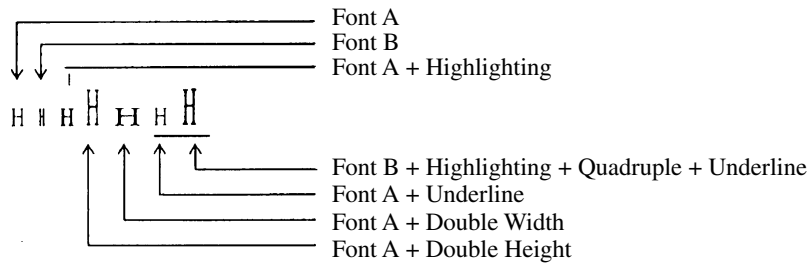 Font A
Font B
Font A + Highlighting
H H H H H H H
Font B + Highlighting + Quadruple + Underline
Font A + Underline
Font A + Double Width
Font A + Double Height